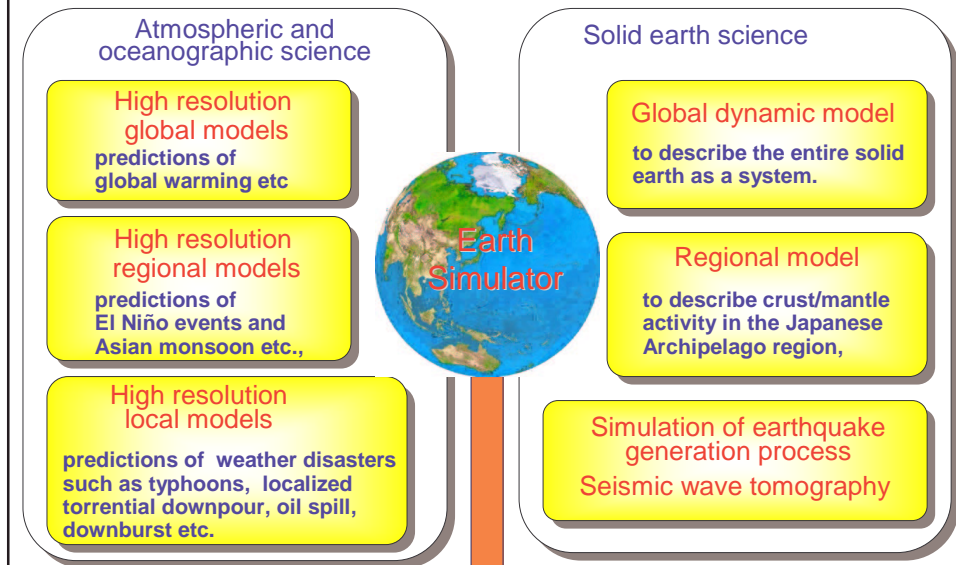 Atmospheric and
oceanographic science
High resolution
global models
predictions of
global warming etc
High resolution
regional models
predictions of
El Niño events and
Asian monsoon etc.,
High resolution
local models
predictions of weather disasters
such as typhoons, localized
torrential downpour, oil spill,
downburst etc.
Earth
Simulator
Solid earth science
Global dynamic model
to describe the entire solid
earth as a system.
Regional model
to describe crust/mantle
activity in the Japanese
Archipelago region,
Simulation of earthquake
generation process
Seismic wave tomography